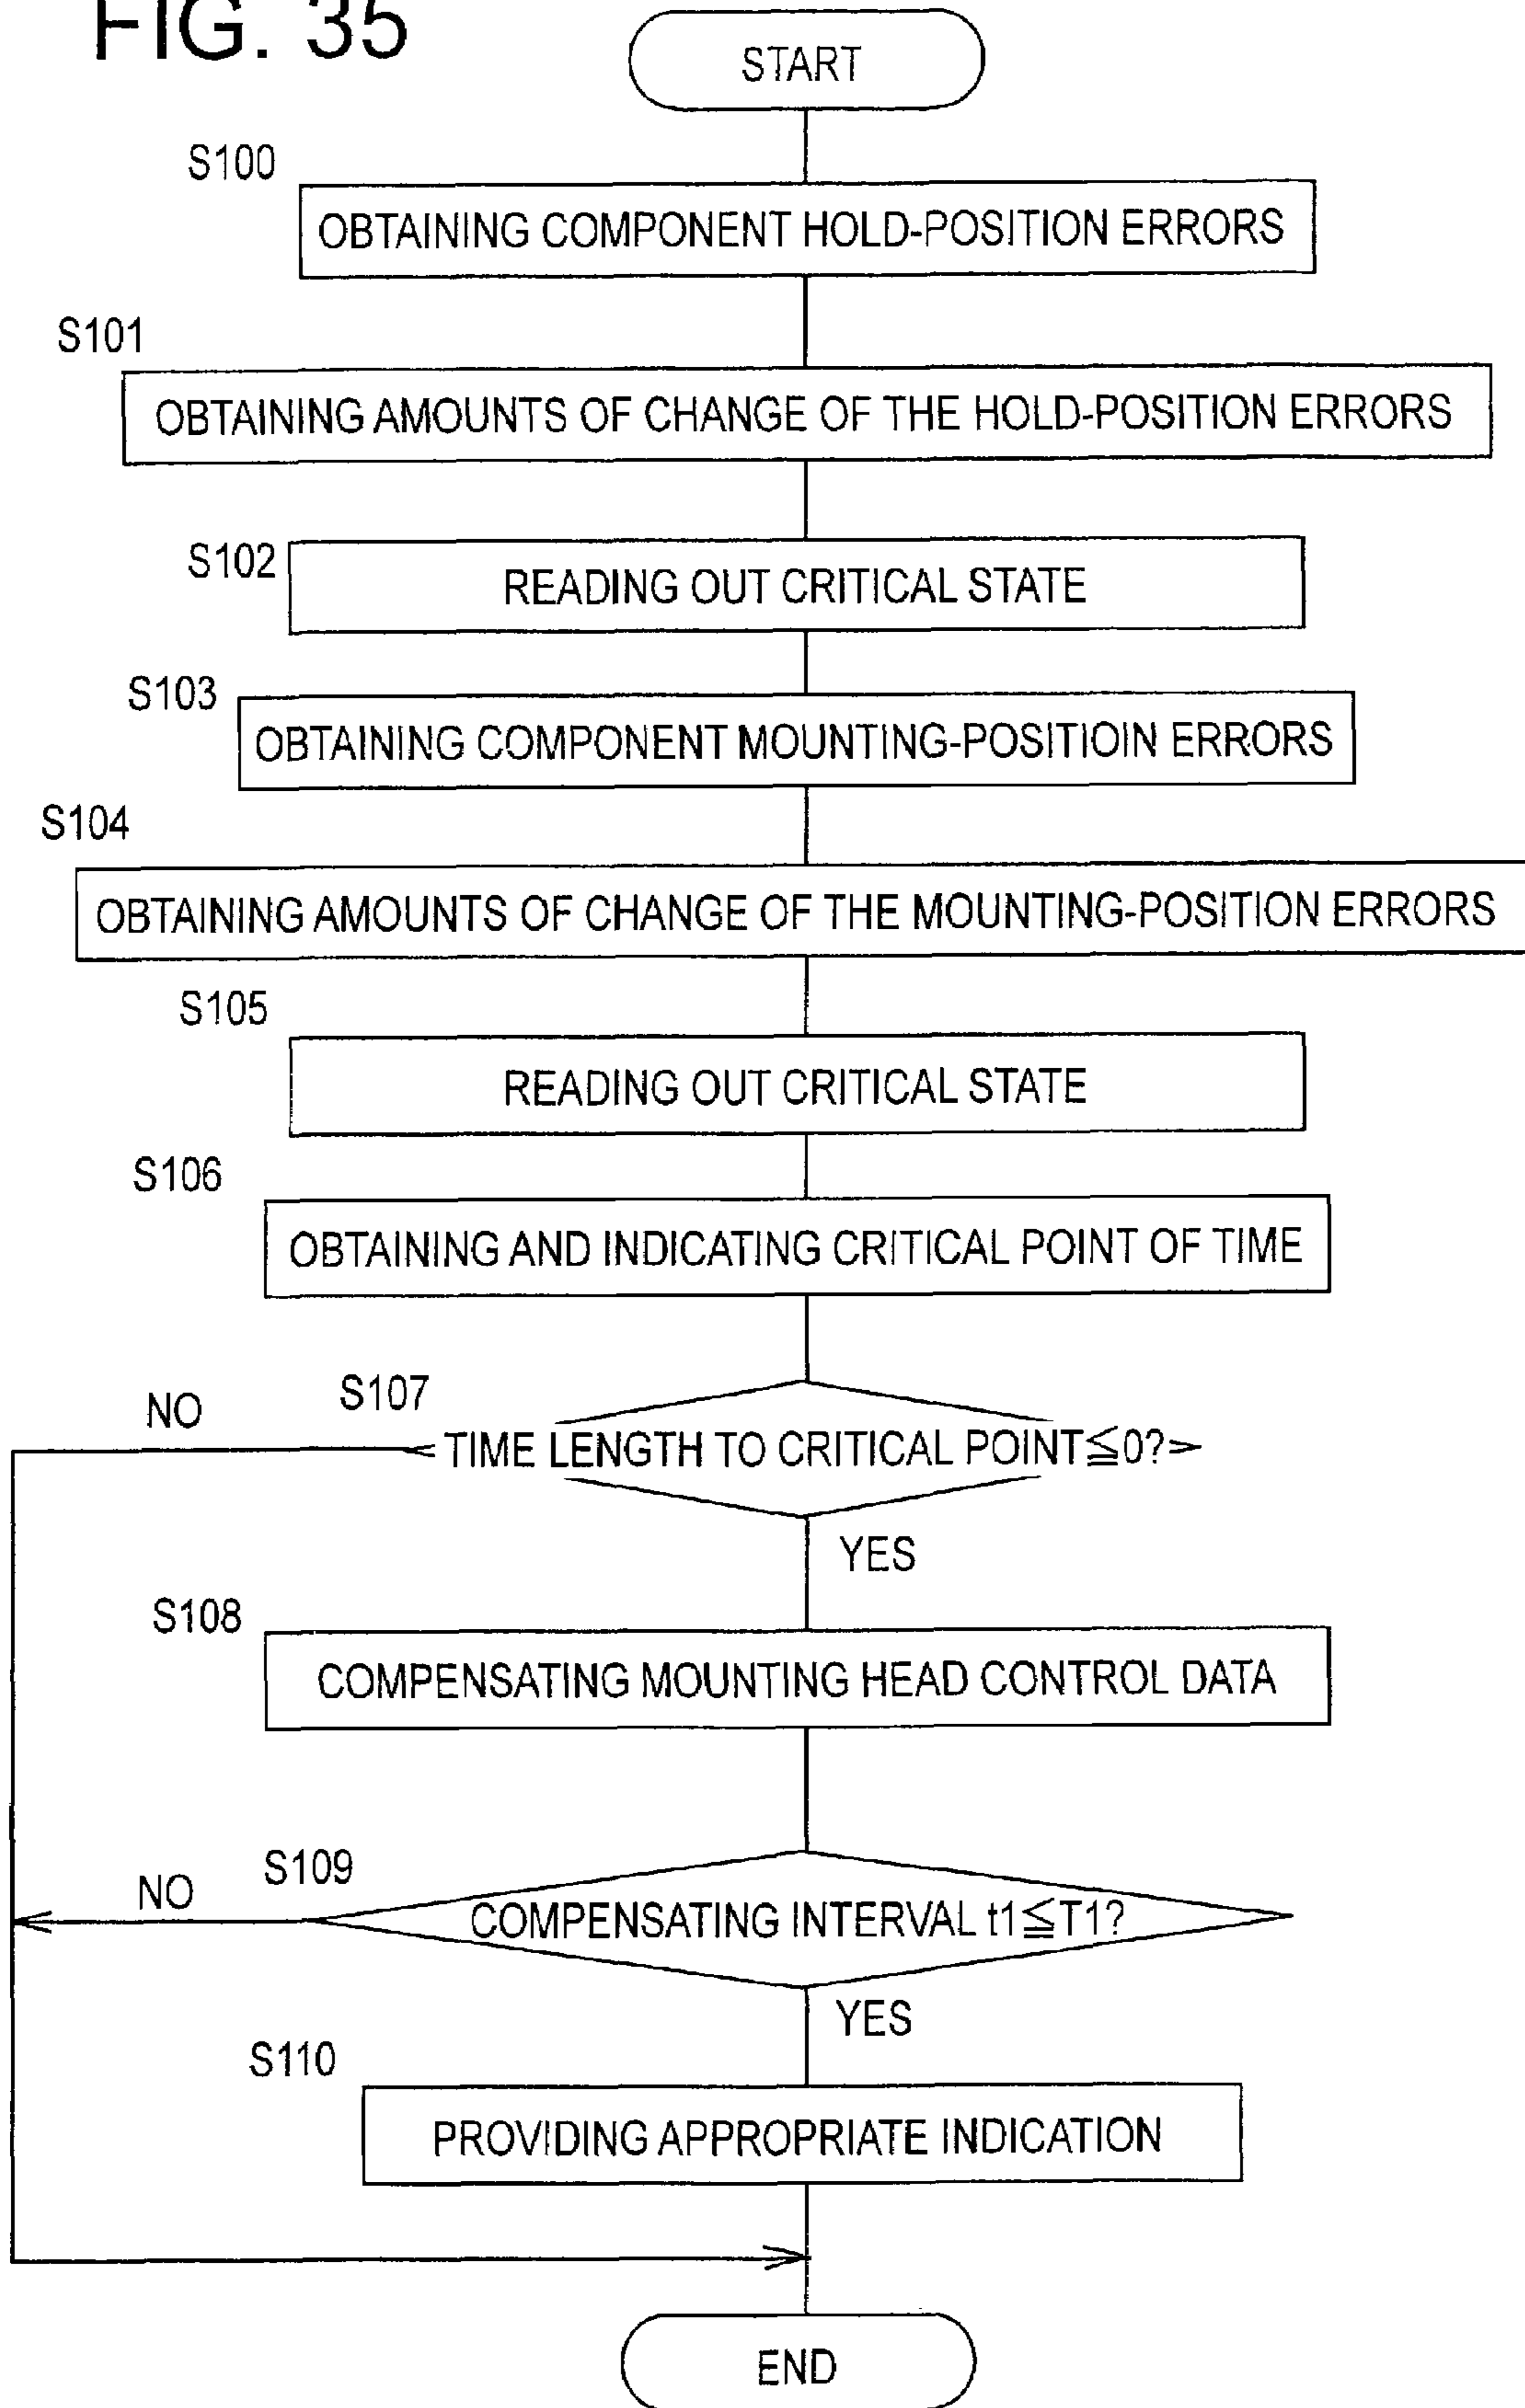 FIG. 35
START
S100
OBTAINING COMPONENT HOLD-POSITION ERRORS
S101
OBTAINING AMOUNTS OF CHANGE OF THE HOLD-POSITION ERRORS
S102
READING OUT CRITICAL STATE
S103
OBTAINING COMPONENT MOUNTING-POSITIOIN ERRORS
S104
OBTAINING AMOUNTS OF CHANGE OF THE MOUNTING-POSITION ERRORS
S105
READING OUT CRITICAL STATE
S106
OBTAINING AND INDICATING CRITICAL POINT OF TIME
S107
NO
TIME LENGTH TO CRITICAL POINT≦0?
YES
S108
COMPENSATING MOUNTING HEAD CONTROL DATA
S109
NO
COMPENSATING INTERVAL t1≦T1?
YES
S110
PROVIDING APPROPRIATE INDICATION
END